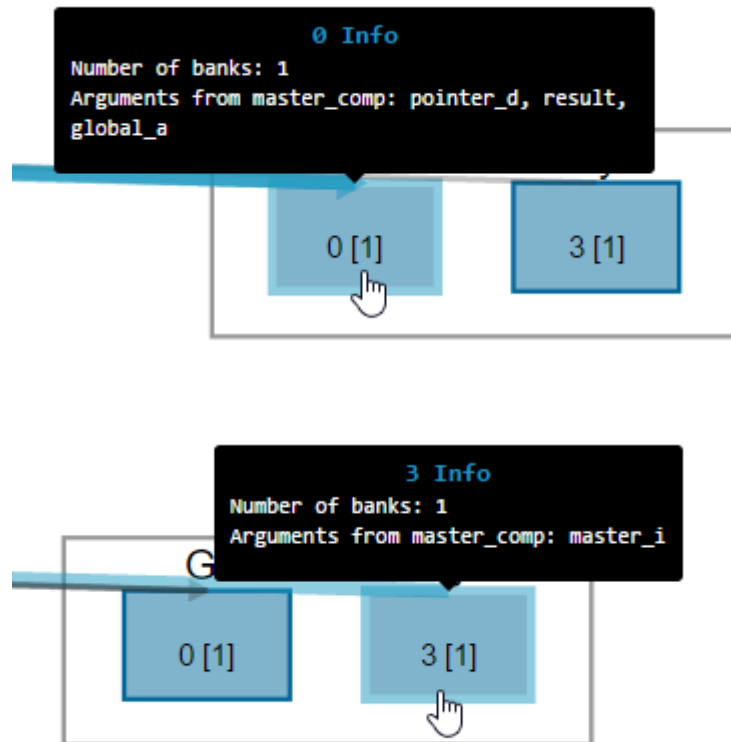 0 Info
Number of banks: 1
Arguments from master_comp: pointer_d, result,
global_a
0 [1]
3 [1]
3 Info
Number of banks: 1
Arguments from master_comp: master_i
G
0 [1]
3 [1]